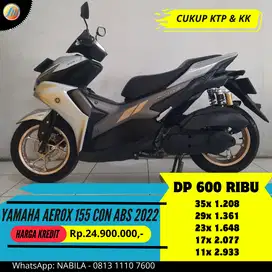 CUKUP KTP & KK
DP 600 RIBU
YAMAHA AEROX 155 CON ABS 2022
35x 1.208
29x 1.361
HARGA KREDIT
Rp.24.900.000,-
23x 1.648
17x 2.077
11x 2.933
WhatsApp: NABILA - 0813 1110 7600